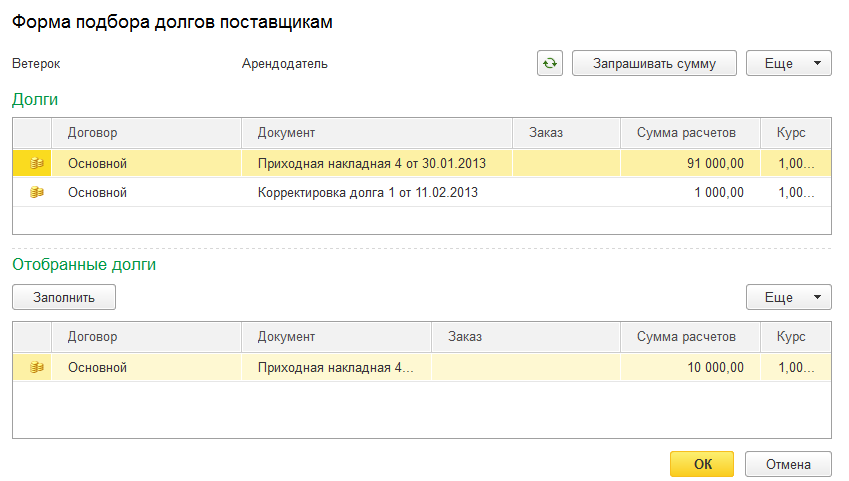 Форма подбора долгов поставщикам
Ветерок Арендодатель Запрашивать сумму Еще
Долги
Договор Документ Заказ Сумма расчетов Курс
Основной Приходная накладная 4 от 30.01.2013 91 000,00 1,00...
Основной Корректировка долга 1 от 11.02.2013 1 000,00 1,00...
Отобранные долги
Заполнить Еще
Договор Документ Заказ Сумма расчетов Курс
Основной Приходная накладная 4... 10 000,00 1,00...
ОК Отмена